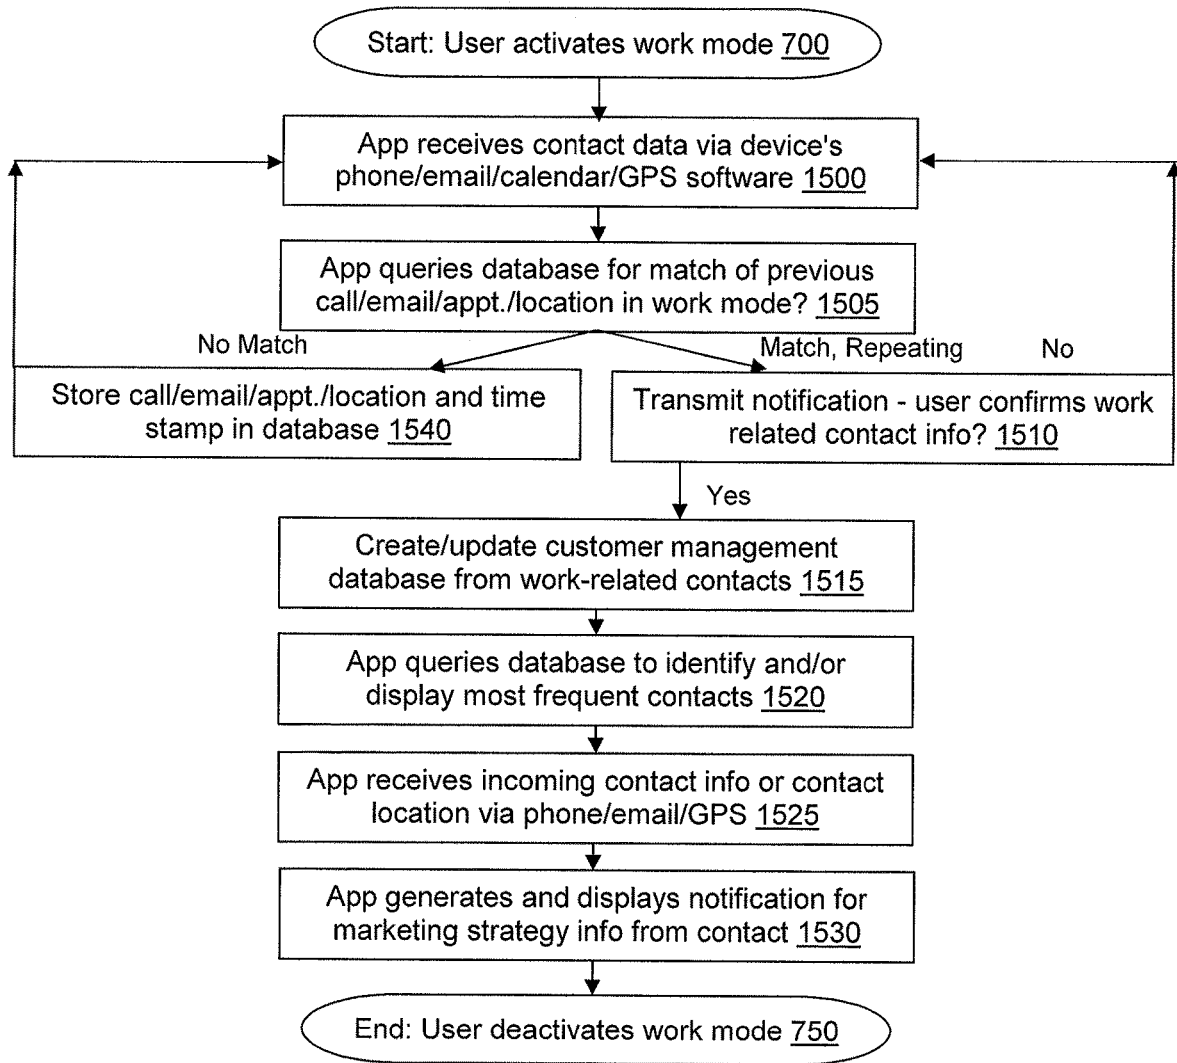 Start: User activates work mode 700
App receives contact data via device's
phone/email/calendar/GPS software 1500
App queries database for match of previous
call/email/appt./location in work mode? 1505
No Match
Match, Repeating
No
Store call/email/appt./location and time
stamp in database 1540
Transmit notification - user confirms work
related contact info? 1510
Yes
Create/update customer management
database from work-related contacts 1515
App queries database to identify and/or
display most frequent contacts 1520
App receives incoming contact info or contact
location via phone/email/GPS 1525
App generates and displays notification for
marketing strategy info from contact 1530
End: User deactivates work mode 750